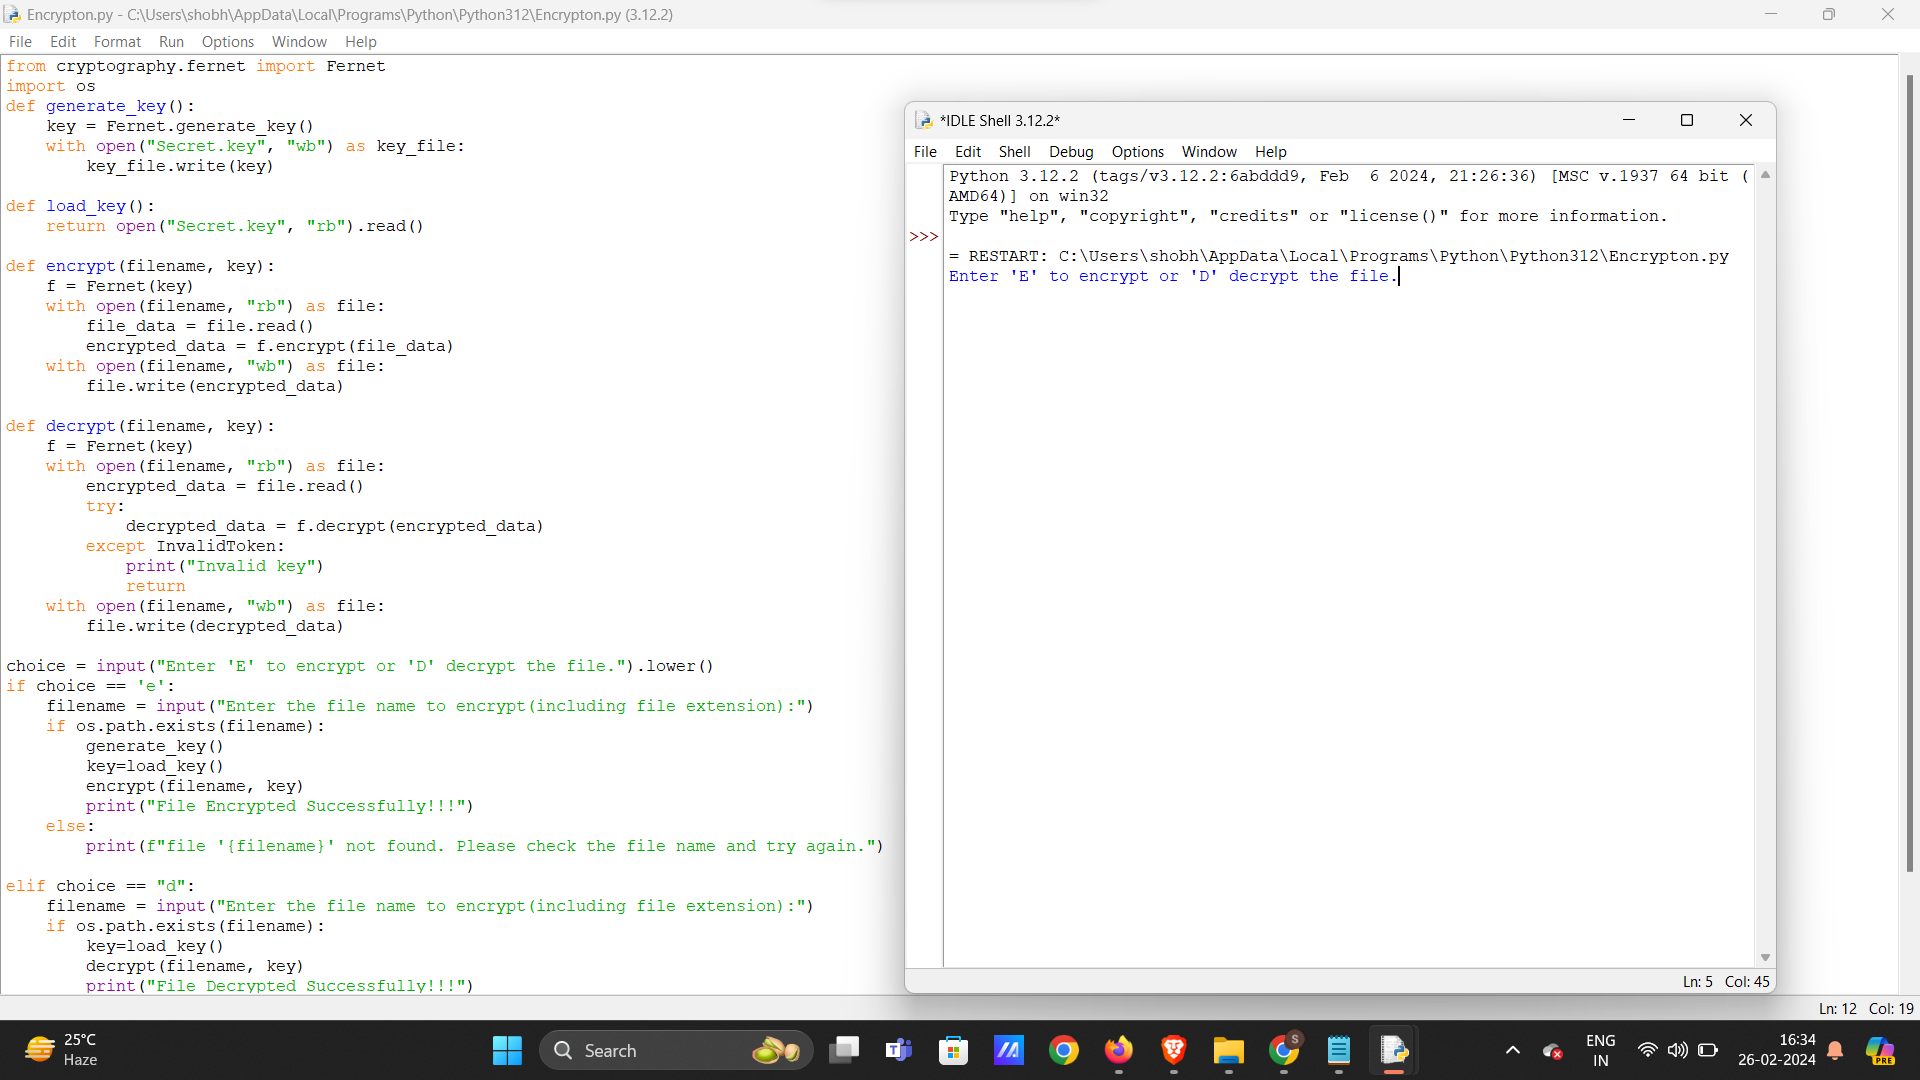 Encrypton.py - C:\Users\shobh\AppData\Local\Programs\Python\Python312\Encrypton.py (3.12.2)
File Edit Format Run Options Window Help
from cryptography.fernet import Fernet
import os
def generate_key():
    key = Fernet.generate_key()
    with open("Secret.key", "wb") as key_file:
        key_file.write(key)
def load_key():
    return open("Secret.key", "rb").read()
def encrypt(filename, key):
    f = Fernet(key)
    with open(filename, "rb") as file:
        file_data = file.read()
        encrypted_data = f.encrypt(file_data)
    with open(filename, "wb") as file:
        file.write(encrypted_data)
def decrypt(filename, key):
    f = Fernet(key)
    with open(filename, "rb") as file:
        encrypted_data = file.read()
        try:
            decrypted_data = f.decrypt(encrypted_data)
        except InvalidToken:
            print("Invalid key")
            return
    with open(filename, "wb") as file:
        file.write(decrypted_data)
choice = input("Enter 'E' to encrypt or 'D' decrypt the file.").lower()
if choice == 'e':
    filename = input("Enter the file name to encrypt(including file extension):")
    if os.path.exists(filename):
        generate_key()
        key=load_key()
        encrypt(filename, key)
        print("File Encrypted Successfully!!!")
    else:
        print(f"file '{filename}' not found. Please check the file name and try again.")
elif choice == "d":
    filename = input("Enter the file name to encrypt(including file extension):")
    if os.path.exists(filename):
        key=load_key()
        decrypt(filename, key)
        print("File Decrypted Successfully!!!")
Ln: 12 Col: 19
*IDLE Shell 3.12.2*
File Edit Shell Debug Options Window Help
Python 3.12.2 (tags/v3.12.2:6abddd9, Feb  6 2024, 21:26:36) [MSC v.1937 64 bit (
AMD64)] on win32
Type "help", "copyright", "credits" or "license()" for more information.
>>>
= RESTART: C:\Users\shobh\AppData\Local\Programs\Python\Python312\Encrypton.py
Enter 'E' to encrypt or 'D' decrypt the file.
Ln: 5 Col: 45
25°C
Haze
Search
S
ENG
IN
16:34
26-02-2024
PRE